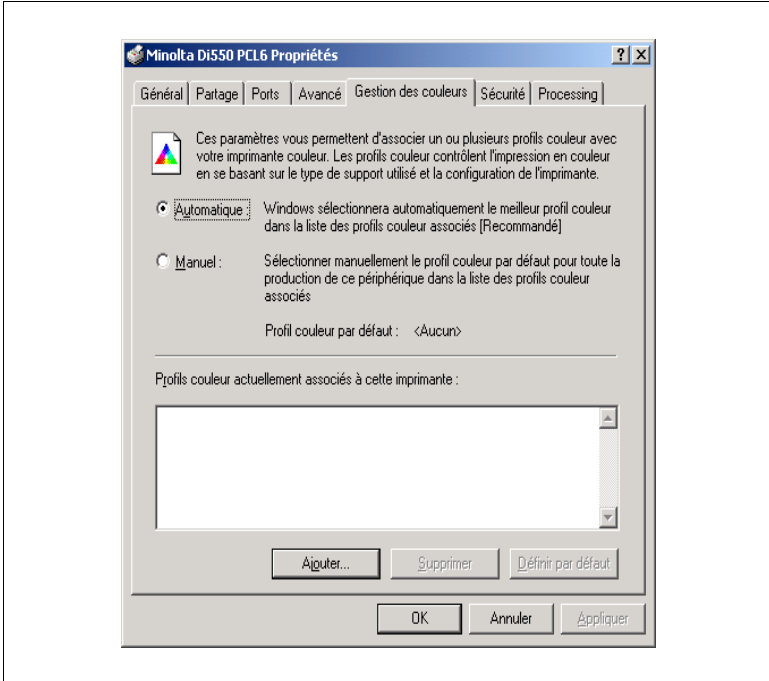 Minolta Di550 PCL6 Propriétés
Général Partage Ports Avancé Gestion des couleurs Sécurité Processing
Ces paramètres vous permettent d'associer un ou plusieurs profils couleur avec
votre imprimante couleur. Les profils couleur contrôlent l'impression en couleur
en se basant sur le type de support utilisé et la configuration de l'imprimante.
Automatique : Windows sélectionnera automatiquement le meilleur profil couleur
dans la liste des profils couleur associés [Recommandé]
Manuel : Sélectionner manuellement le profil couleur par défaut pour toute la
production de ce périphérique dans la liste des profils couleur
associés
Profil couleur par défaut : <Aucun>
Profils couleur actuellement associés à cette imprimante :
Ajouter... Supprimer Définir par défaut
OK Annuler Appliquer